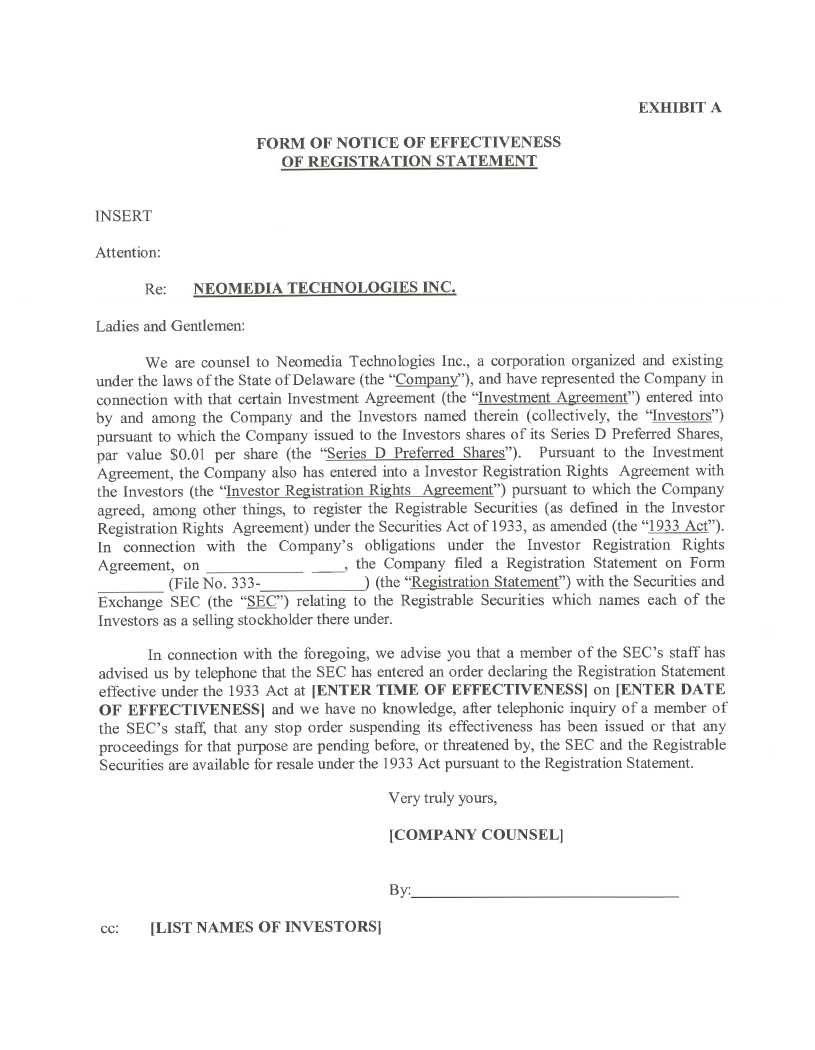 EXHIBIT A
FORM OF NOTICE OF EFFECTIVENESS
OF REGISTRATION STATEMENT
INSERT
Attention:
Re: NEOMEDIA TECHNOLOGIES INC.
Ladies and Gentlemen:
We are counsel to Neomedia Technologies Inc., a corporation organized and existing
under the laws of the State of Delaware (the “Company”), and have represented the Company in
connection with that certain Investment Agreement (the “Investment Agreement”) entered into
by and among the Company and the Investors named therein (collectively, the “Investors”)
pursuant to which the Company issued to the Investors shares of its Series D Preferred Shares,
par value $0.01 per share (the “Series D Preferred Shares”). Pursuant to the Investment
Agreement, the Company also has entered into a Investor Registration Rights Agreement with
the Investors (the “Investor Registration Rights Agreement”) pursuant to which the Company
agreed, among other things, to register the Registrable Securities (as defined in the Investor
Registration Rights Agreement) under the Securities Act of 1933, as amended (the “1933 Act”).
In connection with the Company’s obligations under the Investor Registration Rights
Agreement, on _____________ ____, the Company filed a Registration Statement on Form
_________ (File No. 333-______________) (the “Registration Statement”) with the Securities and
Exchange SEC (the “SEC”) relating to the Registrable Securities which names each of the
Investors as a selling stockholder there under.
In connection with the foregoing, we advise you that a member of the SEC’s staff has
advised us by telephone that the SEC has entered an order declaring the Registration Statement
effective under the 1933 Act at [ENTER TIME OF EFFECTIVENESS] on [ENTER DATE
OF EFFECTIVENESS] and we have no knowledge, after telephonic inquiry of a member of
the SEC’s staff, that any stop order suspending its effectiveness has been issued or that any
proceedings for that purpose are pending before, or threatened by, the SEC and the Registrable
Securities are available for resale under the 1933 Act pursuant to the Registration Statement.
Very truly yours,
[COMPANY COUNSEL]
By:____________________________________
cc: [LIST NAMES OF INVESTORS]